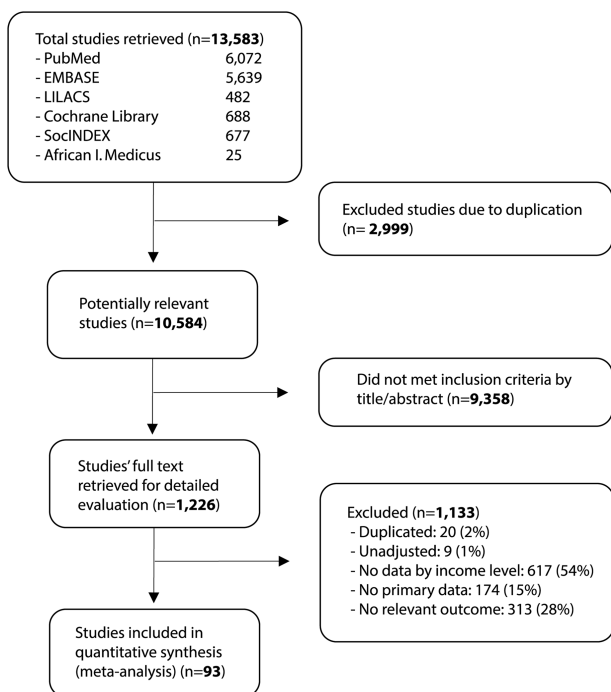 Total studies retrieved (n=13,583)
- PubMed 6,072
- EMBASE 5,639
- LILACS 482
- Cochrane Library 688
- SocINDEX 677
- African I. Medicus 25
Excluded studies due to duplication
(n= 2,999)
Potentially relevant
studies (n=10,584)
Did not met inclusion criteria by
title/abstract (n=9,358)
Studies' full text
retrieved for detailed
evaluation (n=1,226)
Excluded (n=1,133)
- Duplicated: 20 (2%)
- Unadjusted: 9 (1%)
- No data by income level: 617 (54%)
- No primary data: 174 (15%)
- No relevant outcome: 313 (28%)
Studies included in
quantitative synthesis
(meta-analysis) (n=93)